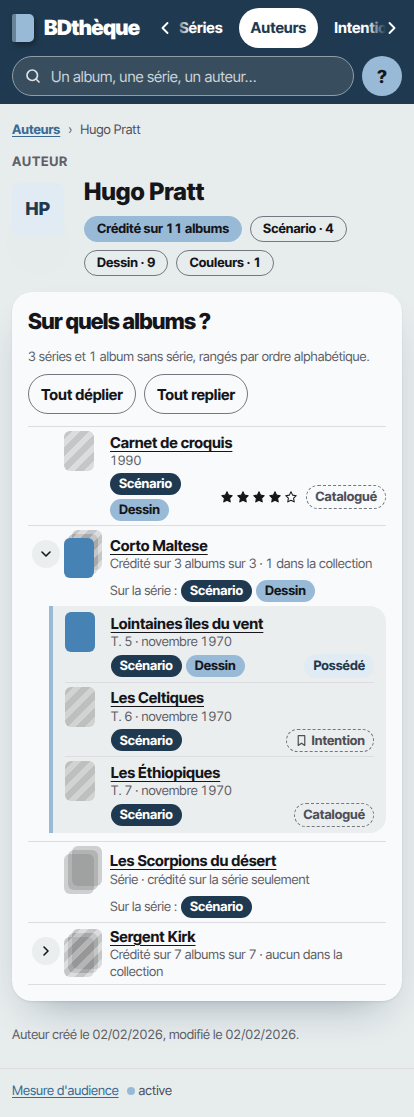 BDthèque
Séries
Auteurs
Intentic
Un album, une série, un auteur...
?
Auteurs › Hugo Pratt
AUTEUR
HP
Hugo Pratt
Crédité sur 11 albums
Scénario · 4
Dessin · 9
Couleurs · 1
Sur quels albums ?
3 séries et 1 album sans série, rangés par ordre alphabétique.
Tout déplier
Tout replier
Carnet de croquis
1990
Scénario
Dessin
Catalogué
Corto Maltese
Crédité sur 3 albums sur 3 · 1 dans la collection
Sur la série : Scénario Dessin
Lointaines îles du vent
T. 5 · novembre 1970
Scénario Dessin
Possédé
Les Celtiques
T. 6 · novembre 1970
Scénario
Intention
Les Éthiopiques
T. 7 · novembre 1970
Scénario
Catalogué
Les Scorpions du désert
Série · crédité sur la série seulement
Sur la série : Scénario
Sergent Kirk
Crédité sur 7 albums sur 7 · aucun dans la
collection
Auteur créé le 02/02/2026, modifié le 02/02/2026.
Mesure d'audience active